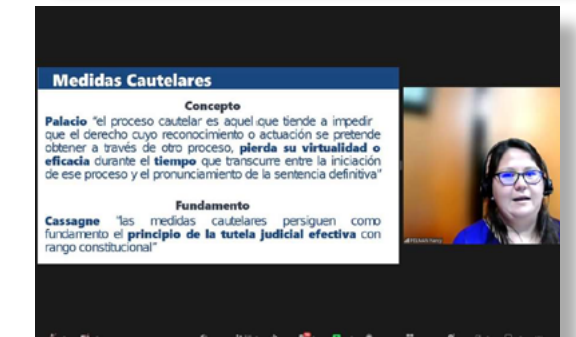 Medidas Cautelares
Concepto
Palacio "el proceso cautelar es aquel que tiende a impedir
que el derecho cuyo reconocimiento o actuación se pretende
obtener a través de otro proceso, pierda su virtualidad o
eficacia durante el tiempo que transcurre entre la iniciación
de ese proceso y el pronunciamiento de la sentencia definitiva"
Fundamento
Cassagne "las medidas cautelares persiguen como
fundamento el principio de la tutela judicial efectiva con
rango constitucional"